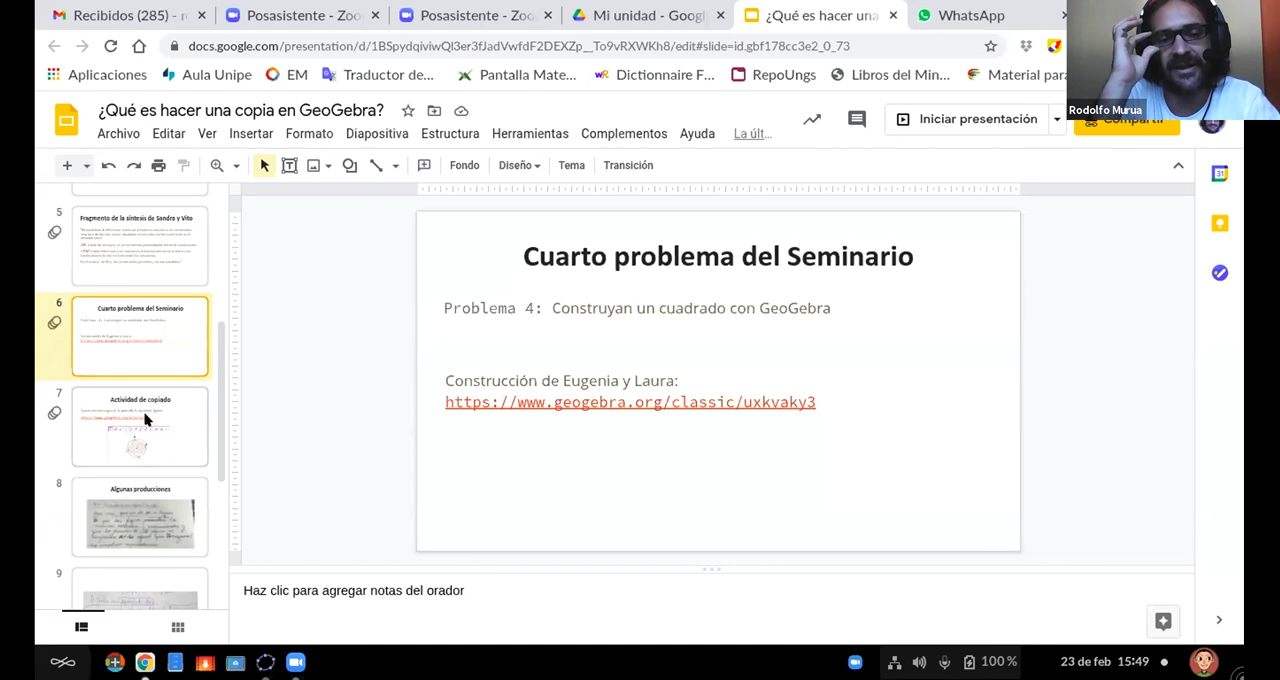 Recibidos (285) - r
Posasistente - Zoo
Posasistente - Zoo
Mi unidad - Googl
¿Qué es hacer una
WhatsApp
docs.google.com/presentation/d/1BSpydqiviwQl3er3fJadVwfdF2DEXZp__To9vRXWKh8/edit#slide=id.gbf178cc3e2_0_73
Aplicaciones
Aula Unipe
EM
Traductor de...
Pantalla Mate...
Dictionnaire F...
RepoUngs
Libros del Min...
Material para
Rodolfo Murua
¿Qué es hacer una copia en GeoGebra?
Archivo Editar Ver Insertar Formato Diapositiva Estructura Herramientas Complementos Ayuda La últ...
Iniciar presentación
Compartir
Fondo Diseño Tema Transición
5
Fragmento de la síntesis de Sandra y Vito
6
Cuarto problema del Seminario
7
Actividad de copiado
8
Algunas producciones
9
Cuarto problema del Seminario
Problema 4: Construyan un cuadrado con GeoGebra
Construcción de Eugenia y Laura:
https://www.geogebra.org/classic/uxkvaky3
Haz clic para agregar notas del orador
100 %
23 de feb 15:49